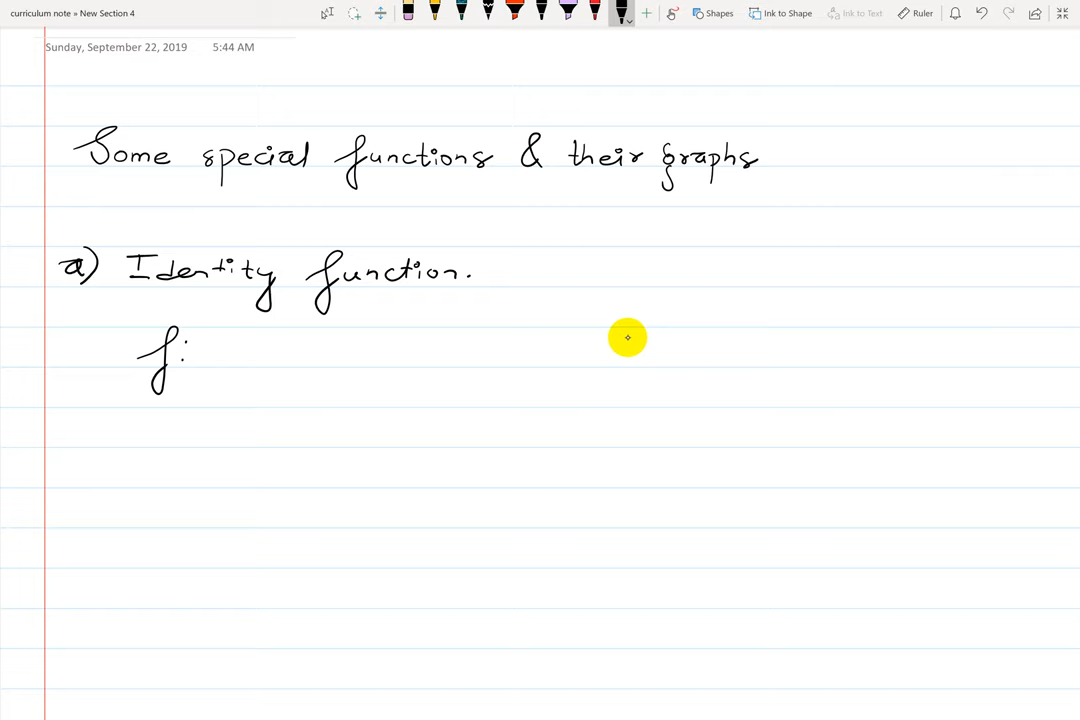 curriculum note » New Section 4
Shapes Ink to Shape Ink to Text Ruler
Sunday, September 22, 2019 5:44 AM
Some special functions & their graphs
a) Identity function.
f: